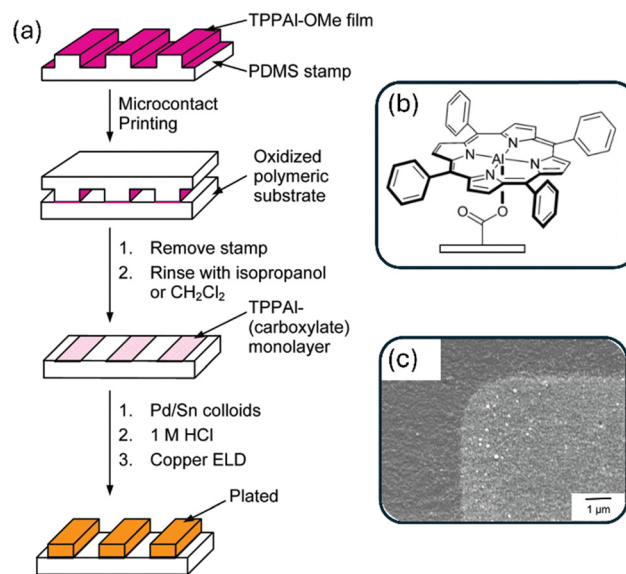 (a)
TPPAl-OMe film
PDMS stamp
Microcontact
Printing
Oxidized
polymeric
substrate
1. Remove stamp
2. Rinse with isopropanol
or CH₂Cl₂
TPPAl-
(carboxylate)
monolayer
1. Pd/Sn colloids
2. 1 M HCl
3. Copper ELD
Plated
(b)
N
N Al N
N
O O
(c)
1 µm